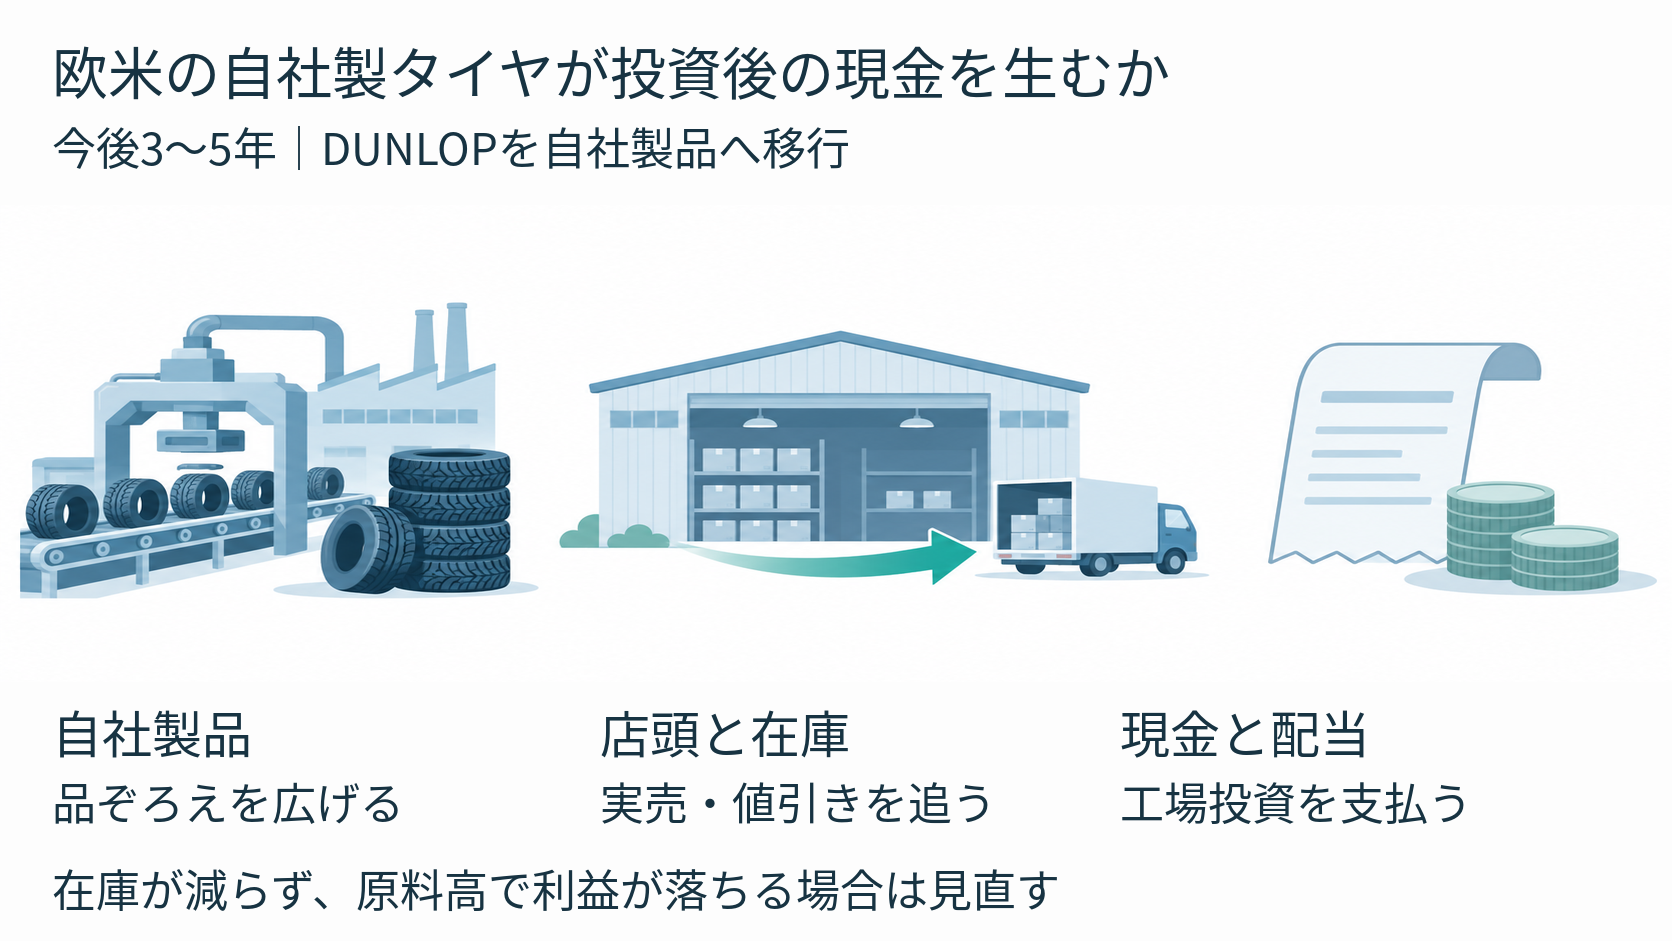 欧米の自社製タイヤが投資後の現金を生むか
今後3〜5年｜DUNLOPを自社製品へ移行
自社製品
品ぞろえを広げる
店頭と在庫
実売・値引きを追う
現金と配当
工場投資を支払う
在庫が減らず、原料高で利益が落ちる場合は見直す